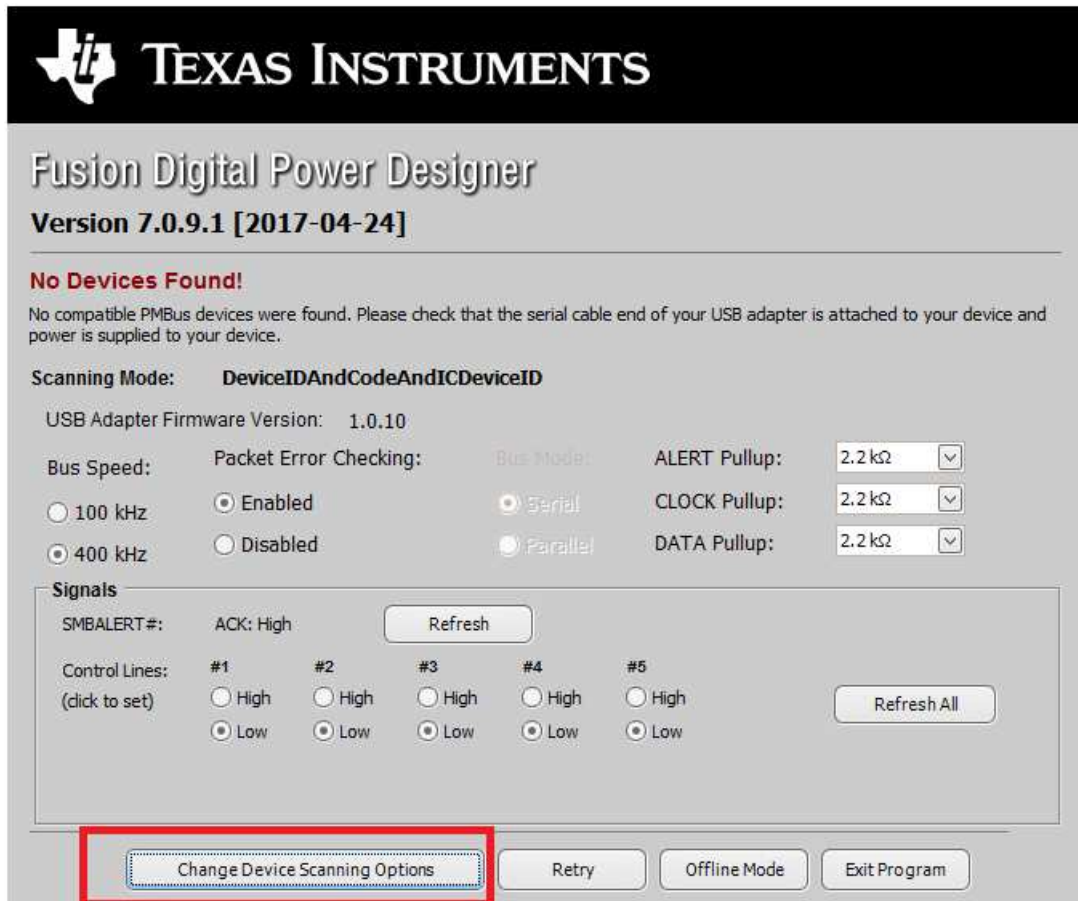 TEXAS INSTRUMENTS
Fusion Digital Power Designer
Version 7.0.9.1 [2017-04-24]
No Devices Found!
No compatible PMBus devices were found. Please check that the serial cable end of your USB adapter is attached to your device and
power is supplied to your device.
Scanning Mode: DeviceIDAndCodeAndICDeviceID
USB Adapter Firmware Version: 1.0.10
Bus Speed: Packet Error Checking: Bus Mode: ALERT Pullup: 2.2 kΩ
100 kHz Enabled Serial CLOCK Pullup: 2.2 kΩ
400 kHz Disabled Parallel DATA Pullup: 2.2 kΩ
Signals
SMBALERT#: ACK: High Refresh
Control Lines: #1 #2 #3 #4 #5
(click to set) High High High High High Refresh All
Low Low Low Low Low
Change Device Scanning Options Retry Offline Mode Exit Program